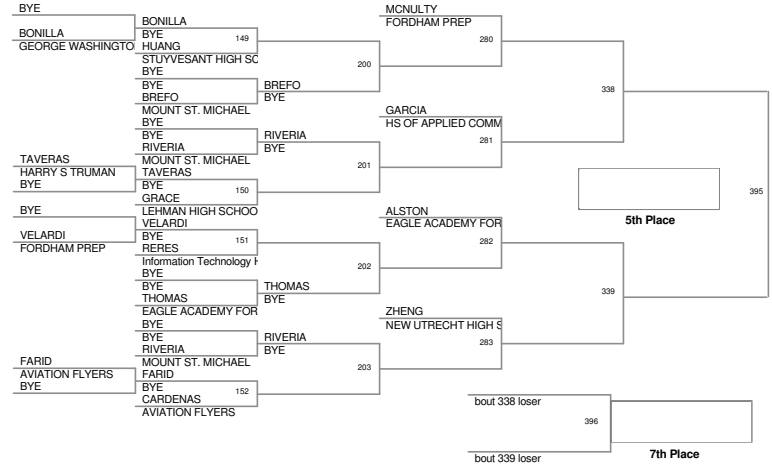 BYE
BONILLA
GEORGE WASHINGTO
TAVERAS
HARRY S TRUMAN
BYE
BYE
VELARDI
FORDHAM PREP
FARID
AVIATION FLYERS
BYE
BONILLA
BYE
149
HUANG
STUYVESANT HIGH SC
BYE
BYE
BREFO
MOUNT ST. MICHAEL
BYE
BYE
RIVERIA
MOUNT ST. MICHAEL
TAVERAS
BYE
150
GRACE
LEHMAN HIGH SCHOO
VELARDI
BYE
151
RERES
Information Technology H
BYE
BYE
THOMAS
EAGLE ACADEMY FOR
BYE
BYE
RIVERIA
MOUNT ST. MICHAEL
FARID
BYE
152
CARDENAS
AVIATION FLYERS
200
BREFO
BYE
RIVERIA
BYE
201
202
THOMAS
BYE
RIVERIA
BYE
203
MCNULTY
FORDHAM PREP
280
GARCIA
HS OF APPLIED COMM
281
ALSTON
EAGLE ACADEMY FOR
282
ZHENG
NEW UTRECHT HIGH S
283
338
339
395
5th Place
bout 338 loser
396
bout 339 loser
7th Place